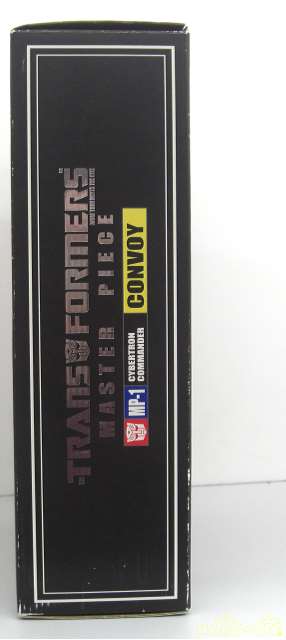 TRANSFORMERS
MASTER PIECE
MP-1
CYBERTRON
COMMANDER
CONVOY